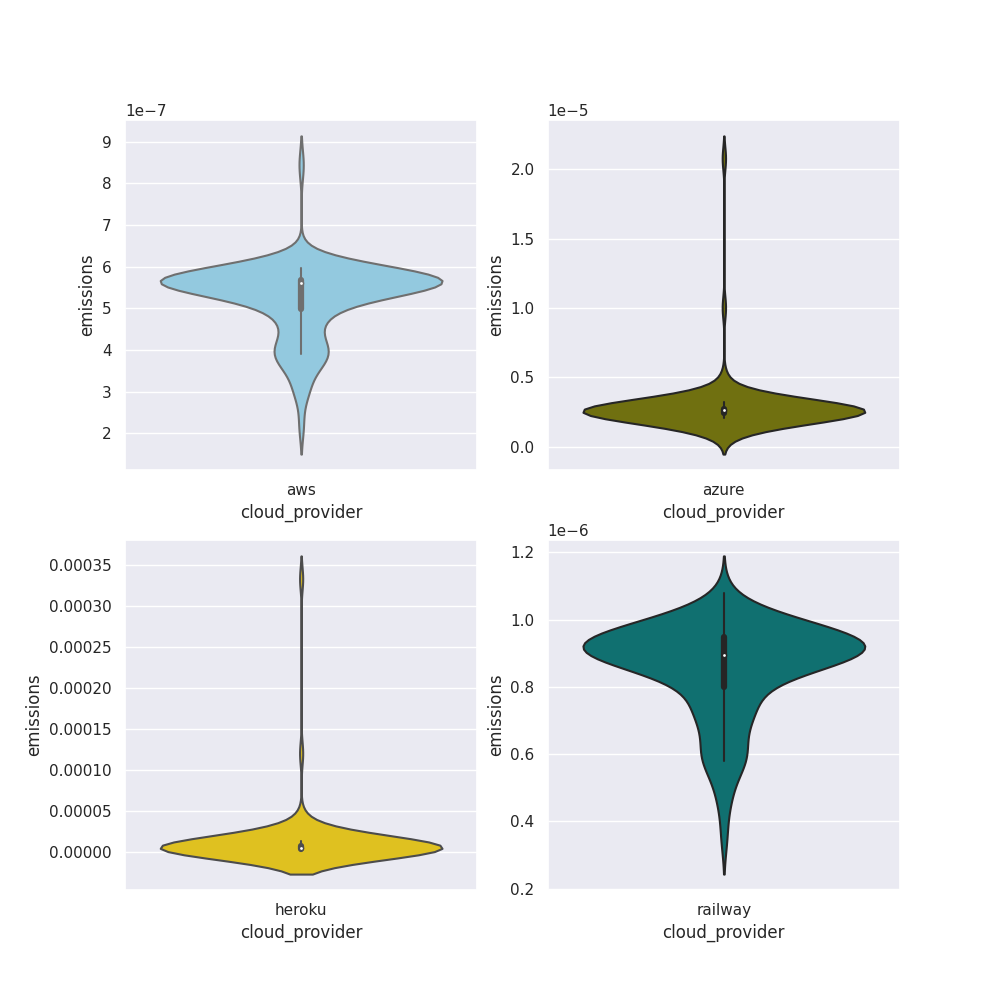 1e−7
9
8
7
6
5
4
3
2
emissions
aws
cloud_provider
1e−5
2.0
1.5
1.0
0.5
0.0
emissions
azure
cloud_provider
0.00035
0.00030
0.00025
0.00020
0.00015
0.00010
0.00005
0.00000
emissions
heroku
cloud_provider
1e−6
1.2
1.0
0.8
0.6
0.4
0.2
emissions
railway
cloud_provider